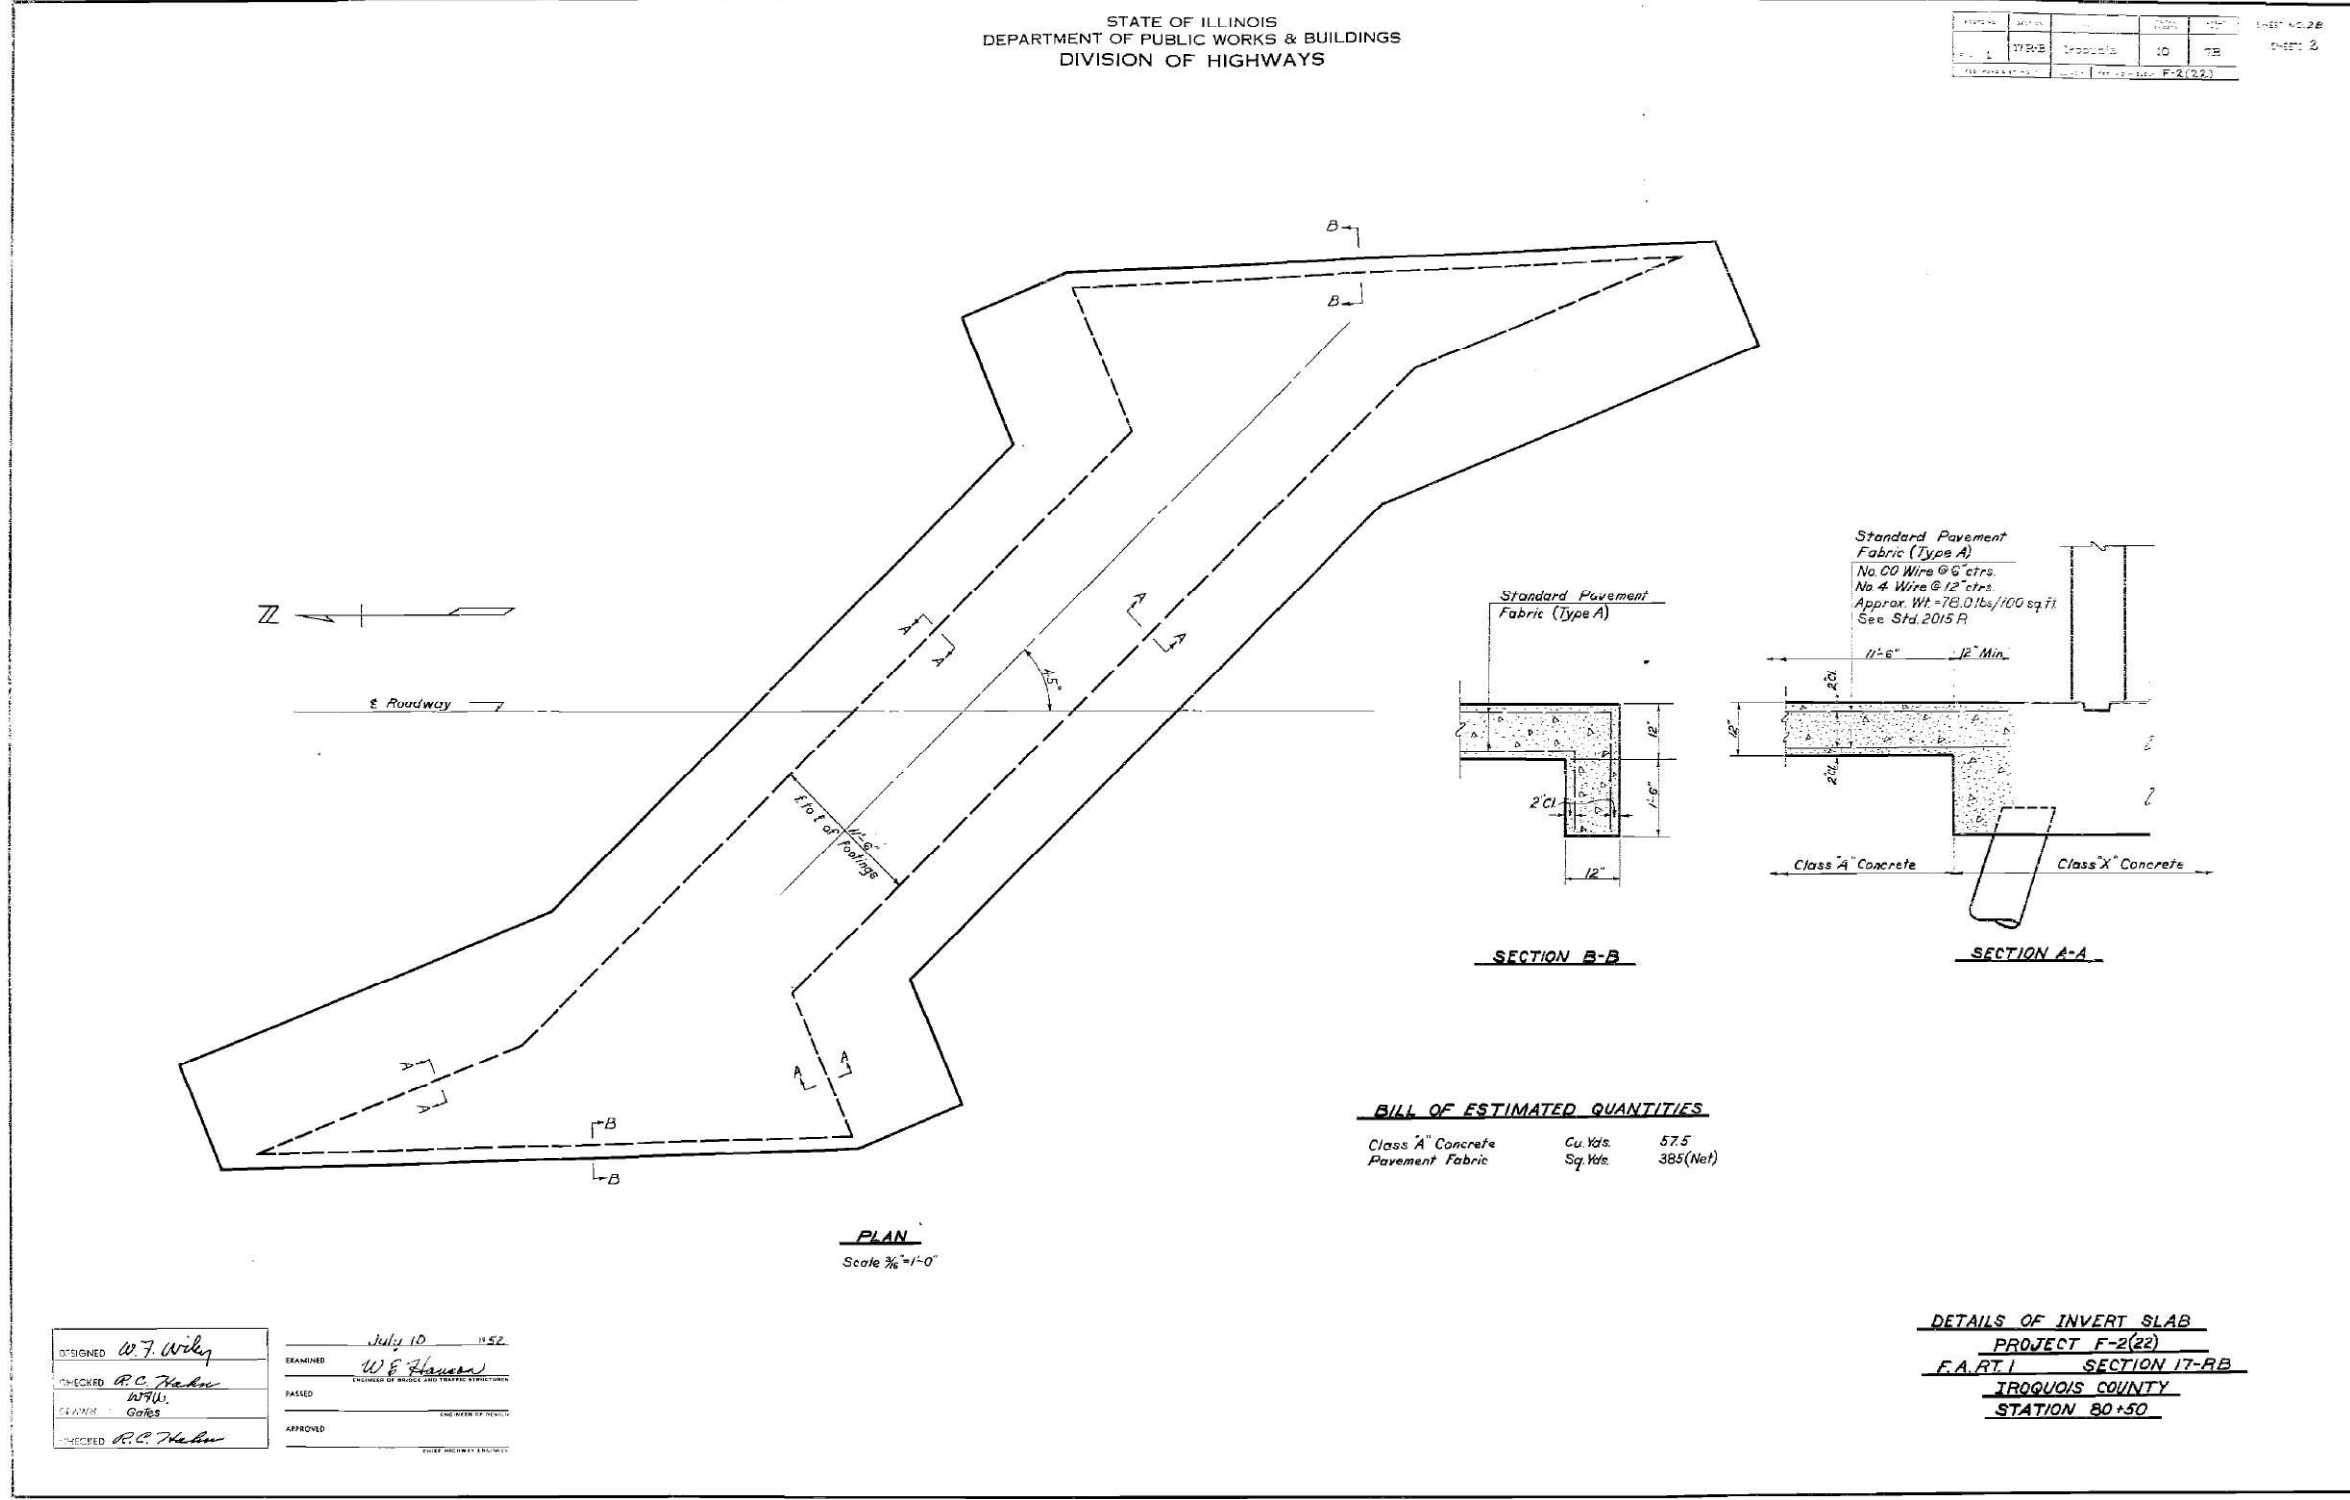 STATE OF ILLINOIS
DEPARTMENT OF PUBLIC WORKS & BUILDINGS
DIVISION OF HIGHWAYS
SHEET NO. 2B
SHEETS 2
1 17R-B Iroquois 10 7B
F-2(22)
B
B
N
℄ Roadway
A
A
A
A
45°
11'-6"
f. to f. of footings
A
A
A
A
B
B
PLAN
Scale 3/16"=1'-0"
Standard Pavement
Fabric (Type A)
12"
1'-6"
2"Cl.
12"
SECTION B-B
Standard Pavement
Fabric (Type A)
No. 00 Wire @ 6" ctrs.
No. 4 Wire @ 12" ctrs.
Approx. Wt. = 78.0 lbs/100 sq. ft.
See Std. 2015 R
11'-6" 12" Min.
2"Cl.
12"
2"Cl.
Class "A" Concrete Class "X" Concrete
SECTION A-A
BILL OF ESTIMATED QUANTITIES
Class "A" Concrete Cu. Yds. 57.5
Pavement Fabric Sq. Yds. 385 (Net)
DESIGNED W.F. Wiley
CHECKED R.C. Hahn
W.F.W.
DRAWN Gates
CHECKED R.C. Hahn
July 10 1952
EXAMINED W E Hanson
ENGINEER OF BRIDGE AND TRAFFIC STRUCTURES
PASSED
ENGINEER OF DESIGN
APPROVED
CHIEF HIGHWAY ENGINEER
DETAILS OF INVERT SLAB
PROJECT F-2(22)
F.A. RT. 1 SECTION 17-RB
IROQUOIS COUNTY
STATION 80+50